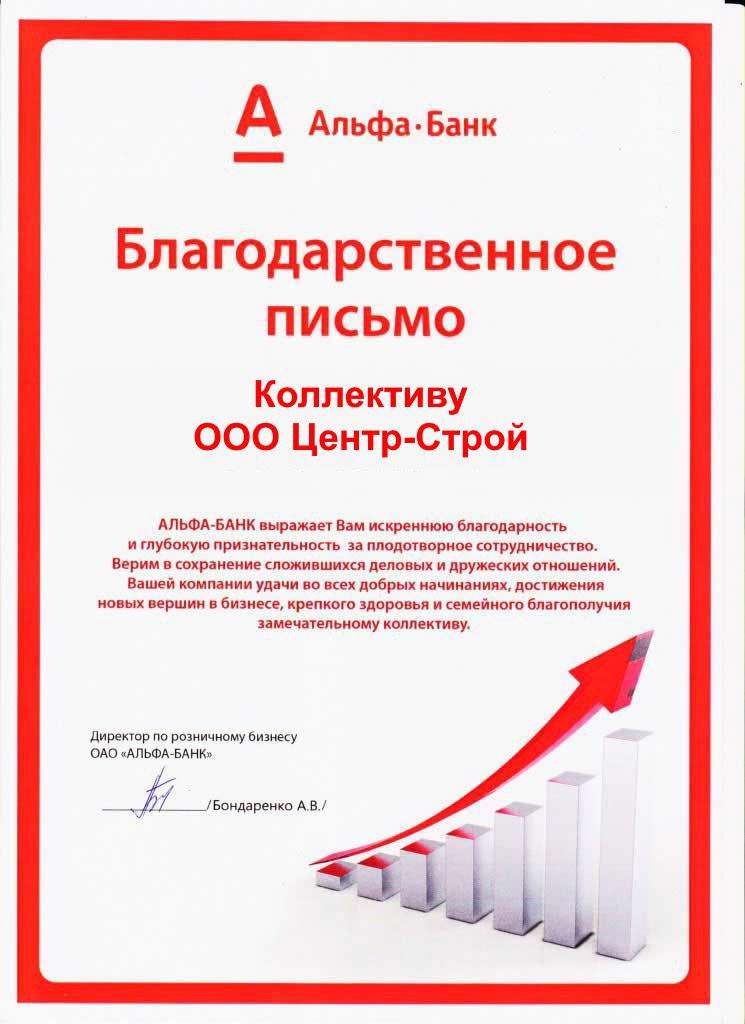 А
Альфа·Банк
Благодарственное
письмо
Коллективу
ООО Центр-Строй
АЛЬФА-БАНК выражает Вам искреннюю благодарность
и глубокую признательность за плодотворное сотрудничество.
Верим в сохранение сложившихся деловых и дружеских отношений.
Вашей компании удачи во всех добрых начинаниях, достижения
новых вершин в бизнесе, крепкого здоровья и семейного благополучия
замечательному коллективу.
Директор по розничному бизнесу
ОАО «АЛЬФА-БАНК»
/Бондаренко А.В./